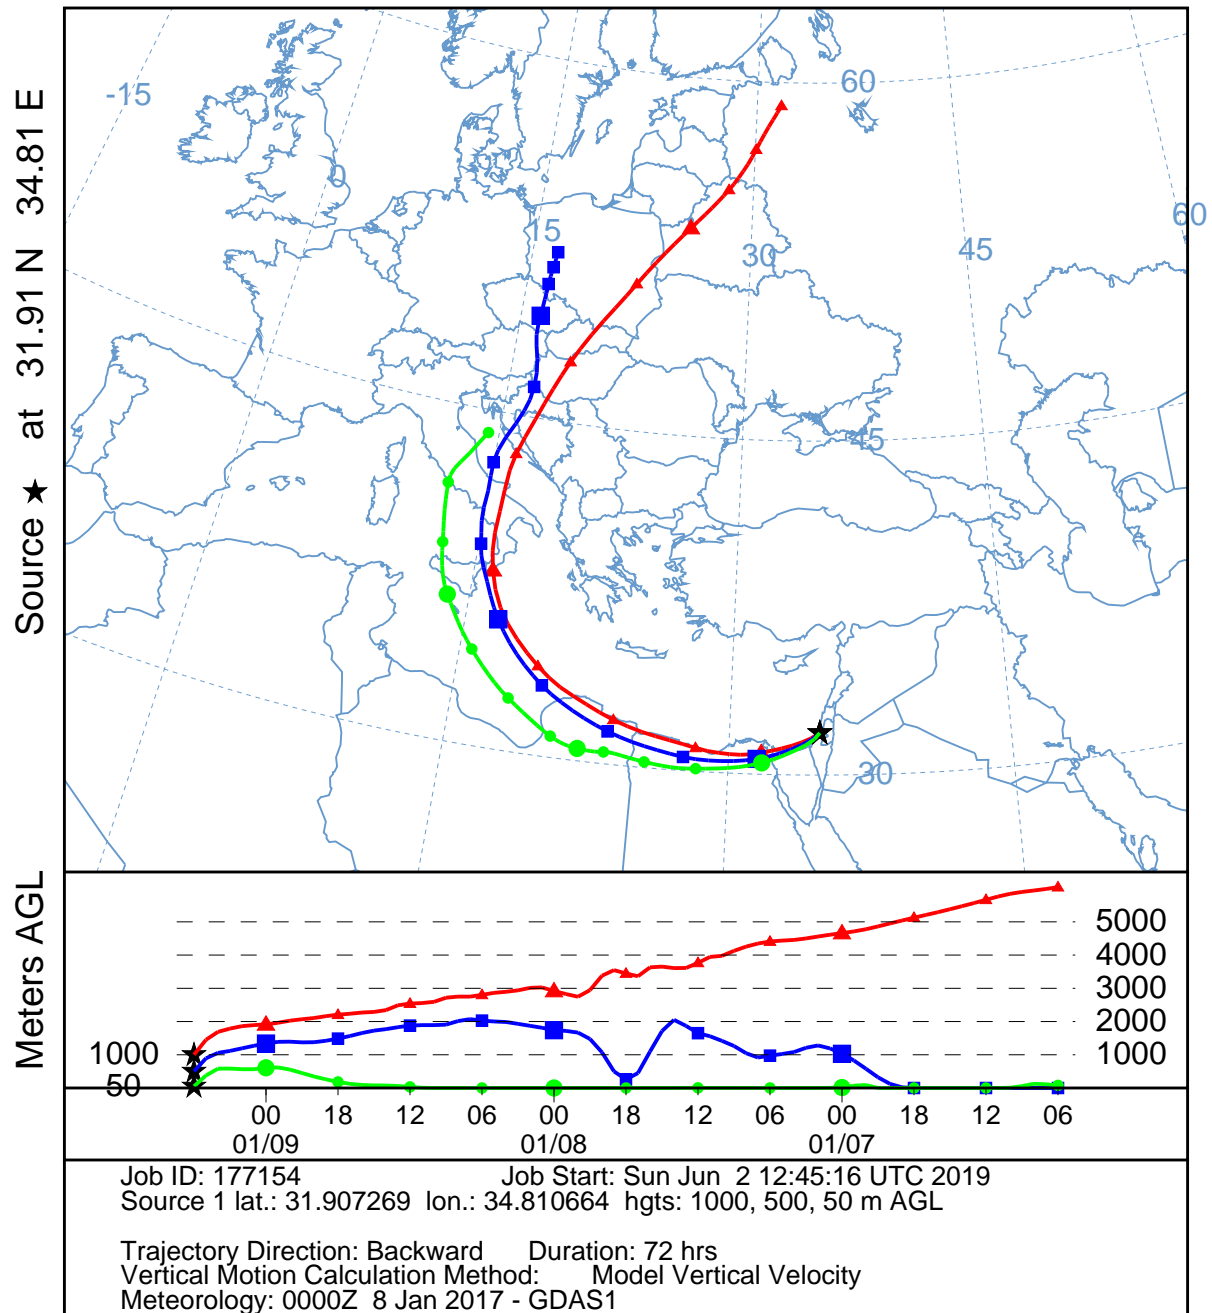 Source ★ at 31.91 N 34.81 E
-15
60
0
15
30
45
60
45
30
Meters AGL
5000
4000
3000
2000
1000
1000
50
00 18 12 06 00 18 12 06 00 18 12 06
01/09 01/08 01/07
Job ID: 177154 Job Start: Sun Jun 2 12:45:16 UTC 2019
Source 1 lat.: 31.907269 lon.: 34.810664 hgts: 1000, 500, 50 m AGL
Trajectory Direction: Backward Duration: 72 hrs
Vertical Motion Calculation Method: Model Vertical Velocity
Meteorology: 0000Z 8 Jan 2017 - GDAS1